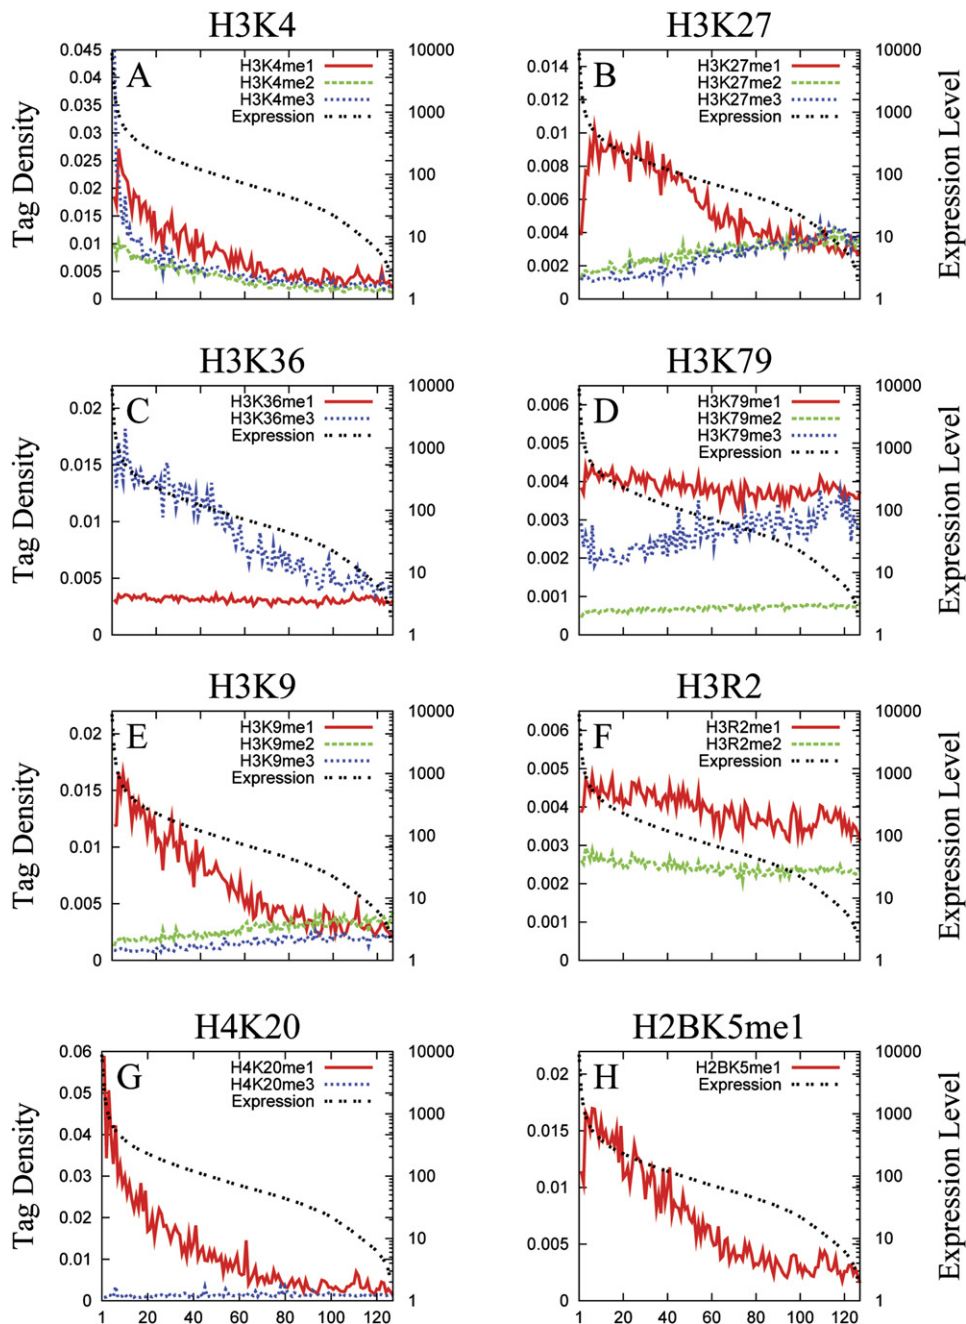 H3K4
H3K27
A
H3K4me1
H3K4me2
H3K4me3
Expression
0.045
0.04
0.035
0.03
0.025
0.02
0.015
0.01
0.005
0
10000
1000
100
10
1
Tag Density
B
H3K27me1
H3K27me2
H3K27me3
Expression
0.014
0.012
0.01
0.008
0.006
0.004
0.002
0
10000
1000
100
10
1
Expression Level
H3K36
H3K79
C
H3K36me1
H3K36me3
Expression
0.02
0.015
0.01
0.005
0
10000
1000
100
10
1
Tag Density
D
H3K79me1
H3K79me2
H3K79me3
Expression
0.006
0.005
0.004
0.003
0.002
0.001
0
10000
1000
100
10
1
Expression Level
H3K9
H3R2
E
H3K9me1
H3K9me2
H3K9me3
Expression
0.02
0.015
0.01
0.005
0
10000
1000
100
10
1
Tag Density
F
H3R2me1
H3R2me2
Expression
0.006
0.005
0.004
0.003
0.002
0.001
0
10000
1000
100
10
1
Expression Level
H4K20
H2BK5me1
G
H4K20me1
H4K20me3
Expression
0.06
0.05
0.04
0.03
0.02
0.01
0
10000
1000
100
10
1
Tag Density
1 20 40 60 80 100 120
H
H2BK5me1
Expression
0.02
0.015
0.01
0.005
0
10000
1000
100
10
1
Expression Level
1 20 40 60 80 100 120